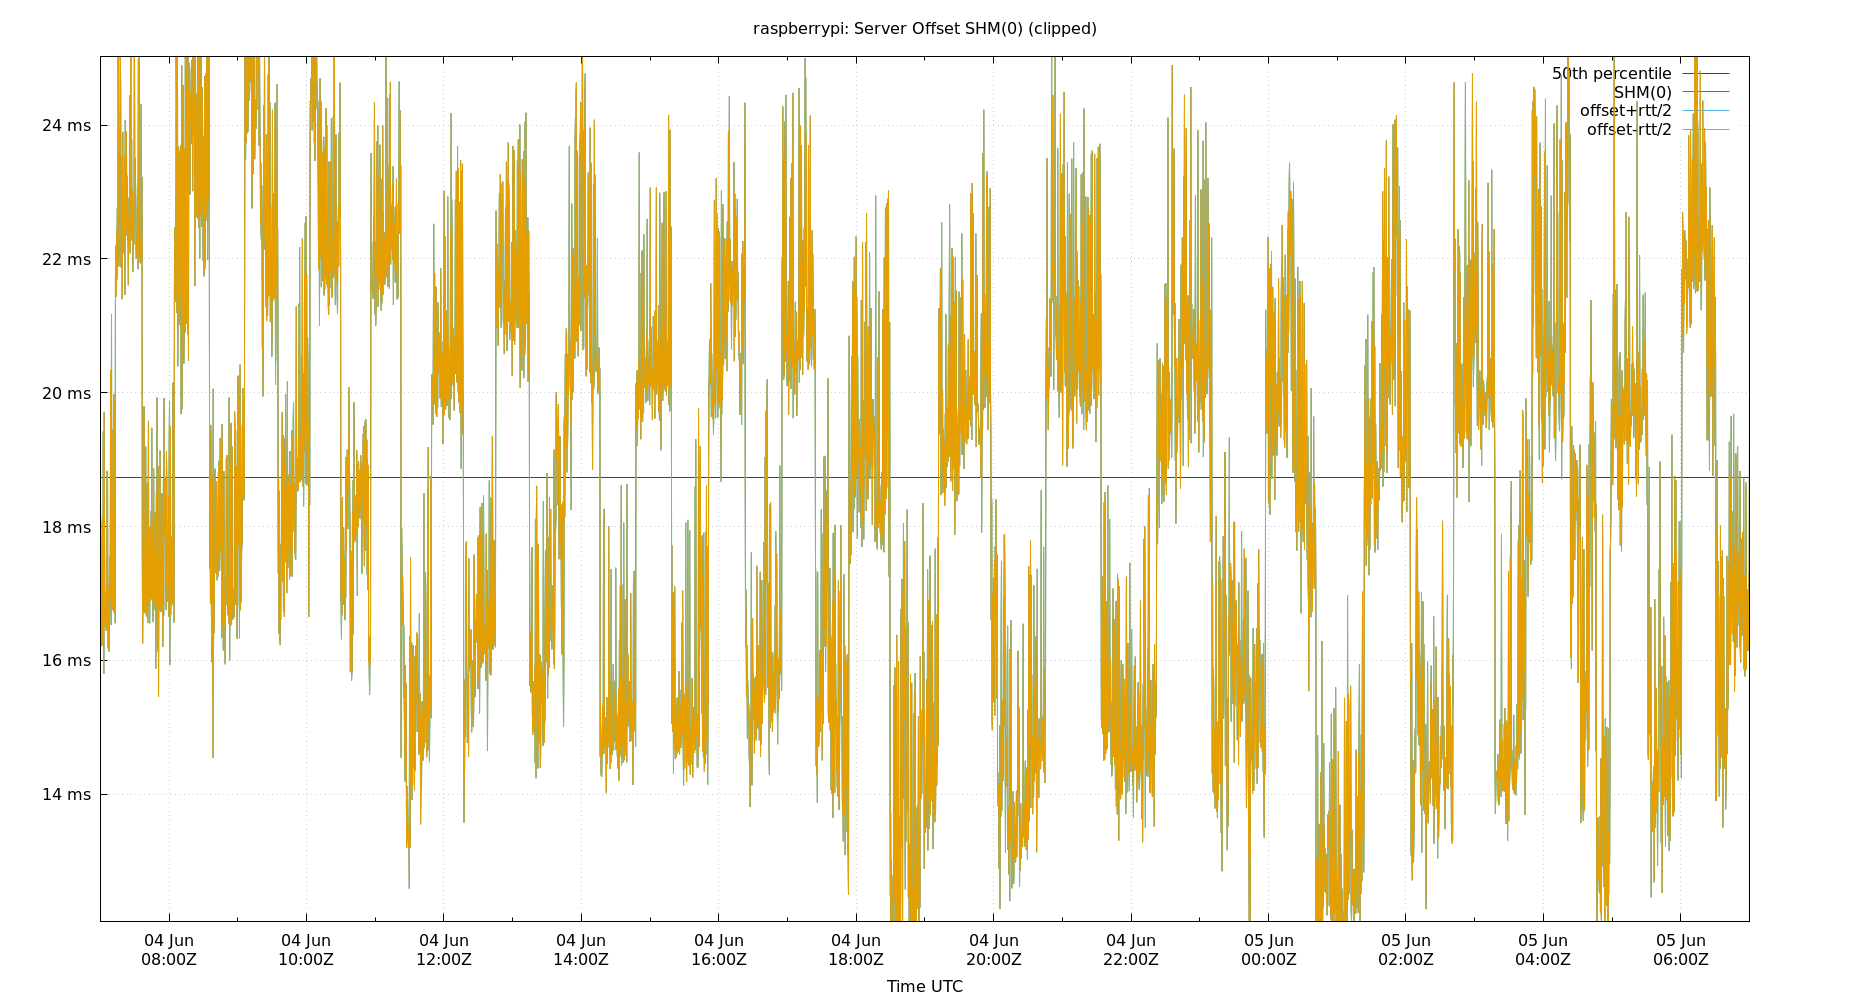 raspberrypi: Server Offset SHM(0) (clipped)
50th percentile
SHM(0)
offset+rtt/2
offset-rtt/2
24 ms
22 ms
20 ms
18 ms
16 ms
14 ms
04 Jun 04 Jun 04 Jun 04 Jun 04 Jun 04 Jun 04 Jun 04 Jun 05 Jun 05 Jun 05 Jun 05 Jun
08:00Z 10:00Z 12:00Z 14:00Z 16:00Z 18:00Z 20:00Z 22:00Z 00:00Z 02:00Z 04:00Z 06:00Z
Time UTC